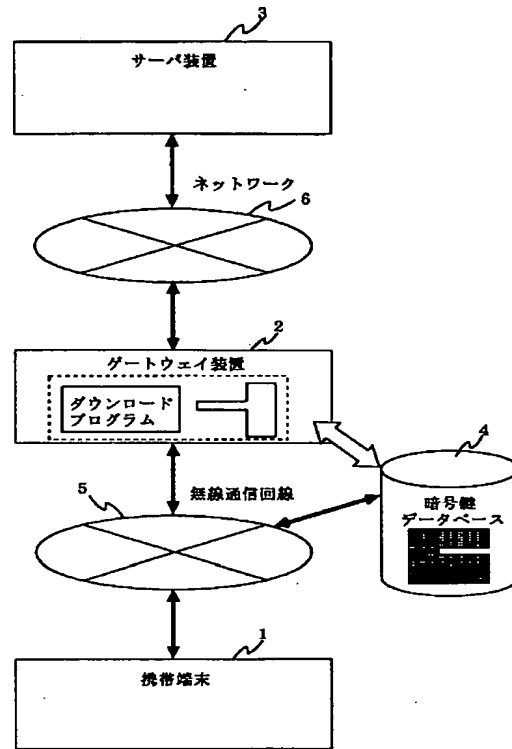 3
サーバ装置
ネットワーク
6
2
ゲートウェイ装置
ダウンロード
プログラム
4
5
無線通信回線
暗号鍵
データベース
1
携帯端末